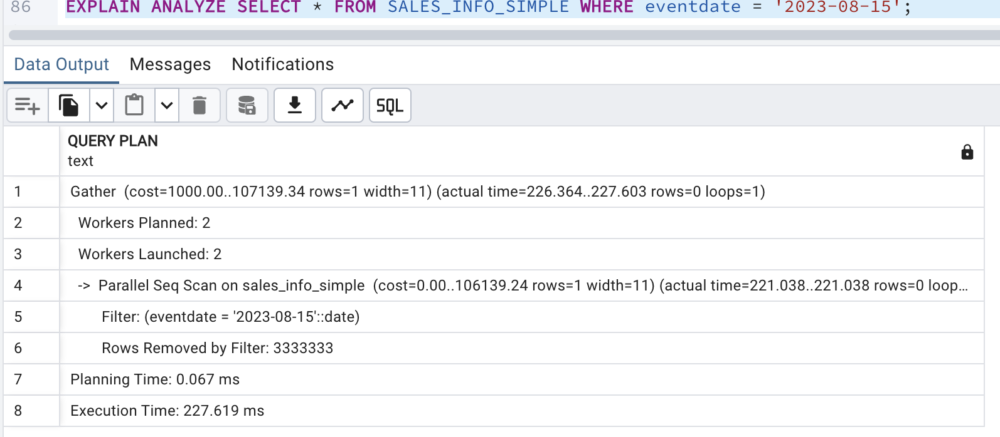 86 EXPLAIN ANALYZE SELECT * FROM SALES_INFO_SIMPLE WHERE eventdate = '2023-08-15';
Data Output Messages Notifications
SQL
QUERY PLAN
text
1 Gather (cost=1000.00..107139.34 rows=1 width=11) (actual time=226.364..227.603 rows=0 loops=1)
2 Workers Planned: 2
3 Workers Launched: 2
4 -> Parallel Seq Scan on sales_info_simple (cost=0.00..106139.24 rows=1 width=11) (actual time=221.038..221.038 rows=0 loop...
5 Filter: (eventdate = '2023-08-15'::date)
6 Rows Removed by Filter: 3333333
7 Planning Time: 0.067 ms
8 Execution Time: 227.619 ms